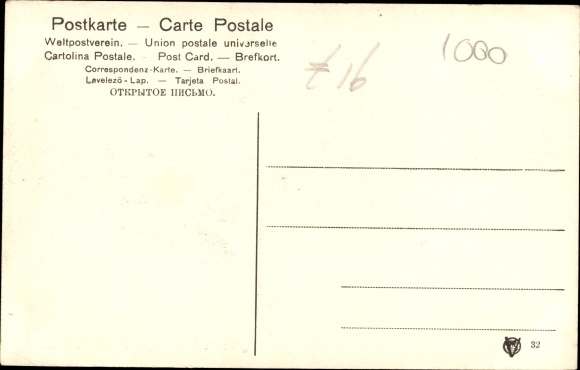 Postkarte — Carte Postale
Weltpostverein. — Union postale universelle
Cartolina Postale. — Post Card. — Brefkort.
Correspondenz-Karte. — Briefkaart.
Levelező-Lap. — Tarjeta Postal.
ОТКРЫТОЕ ПИСЬМО.
£16
1000
32